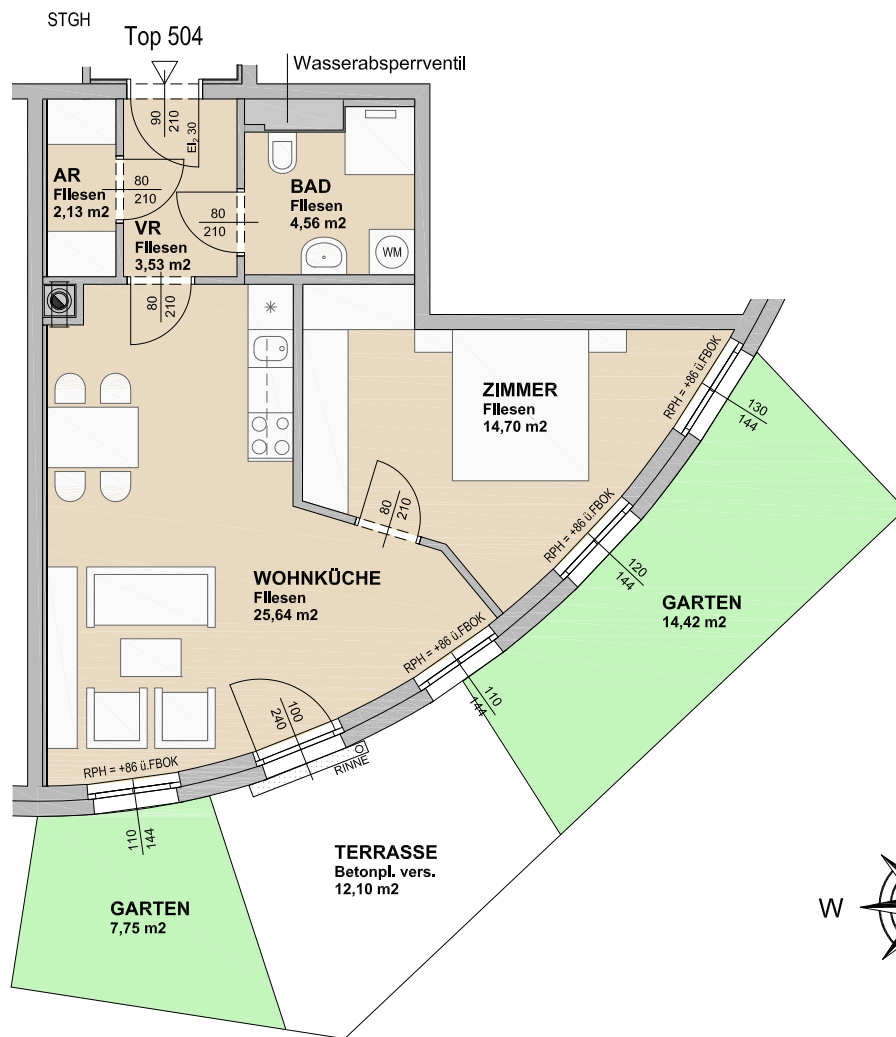 STGH
Top 504
Wasserabsperrventil
90
210
EI₂ 30
AR
Fliesen
2,13 m2
80
210
VR
Fliesen
3,53 m2
80
210
BAD
Fliesen
4,56 m2
WM
80
210
ZIMMER
Fliesen
14,70 m2
RPH = +86 ü.FBOK
130
144
80
210
RPH = +86 ü.FBOK
120
144
WOHNKÜCHE
Fliesen
25,64 m2
GARTEN
14,42 m2
RPH = +86 ü.FBOK
110
144
100
240
RINNE
RPH = +86 ü.FBOK
110
144
TERRASSE
Betonpl. vers.
12,10 m2
GARTEN
7,75 m2
W